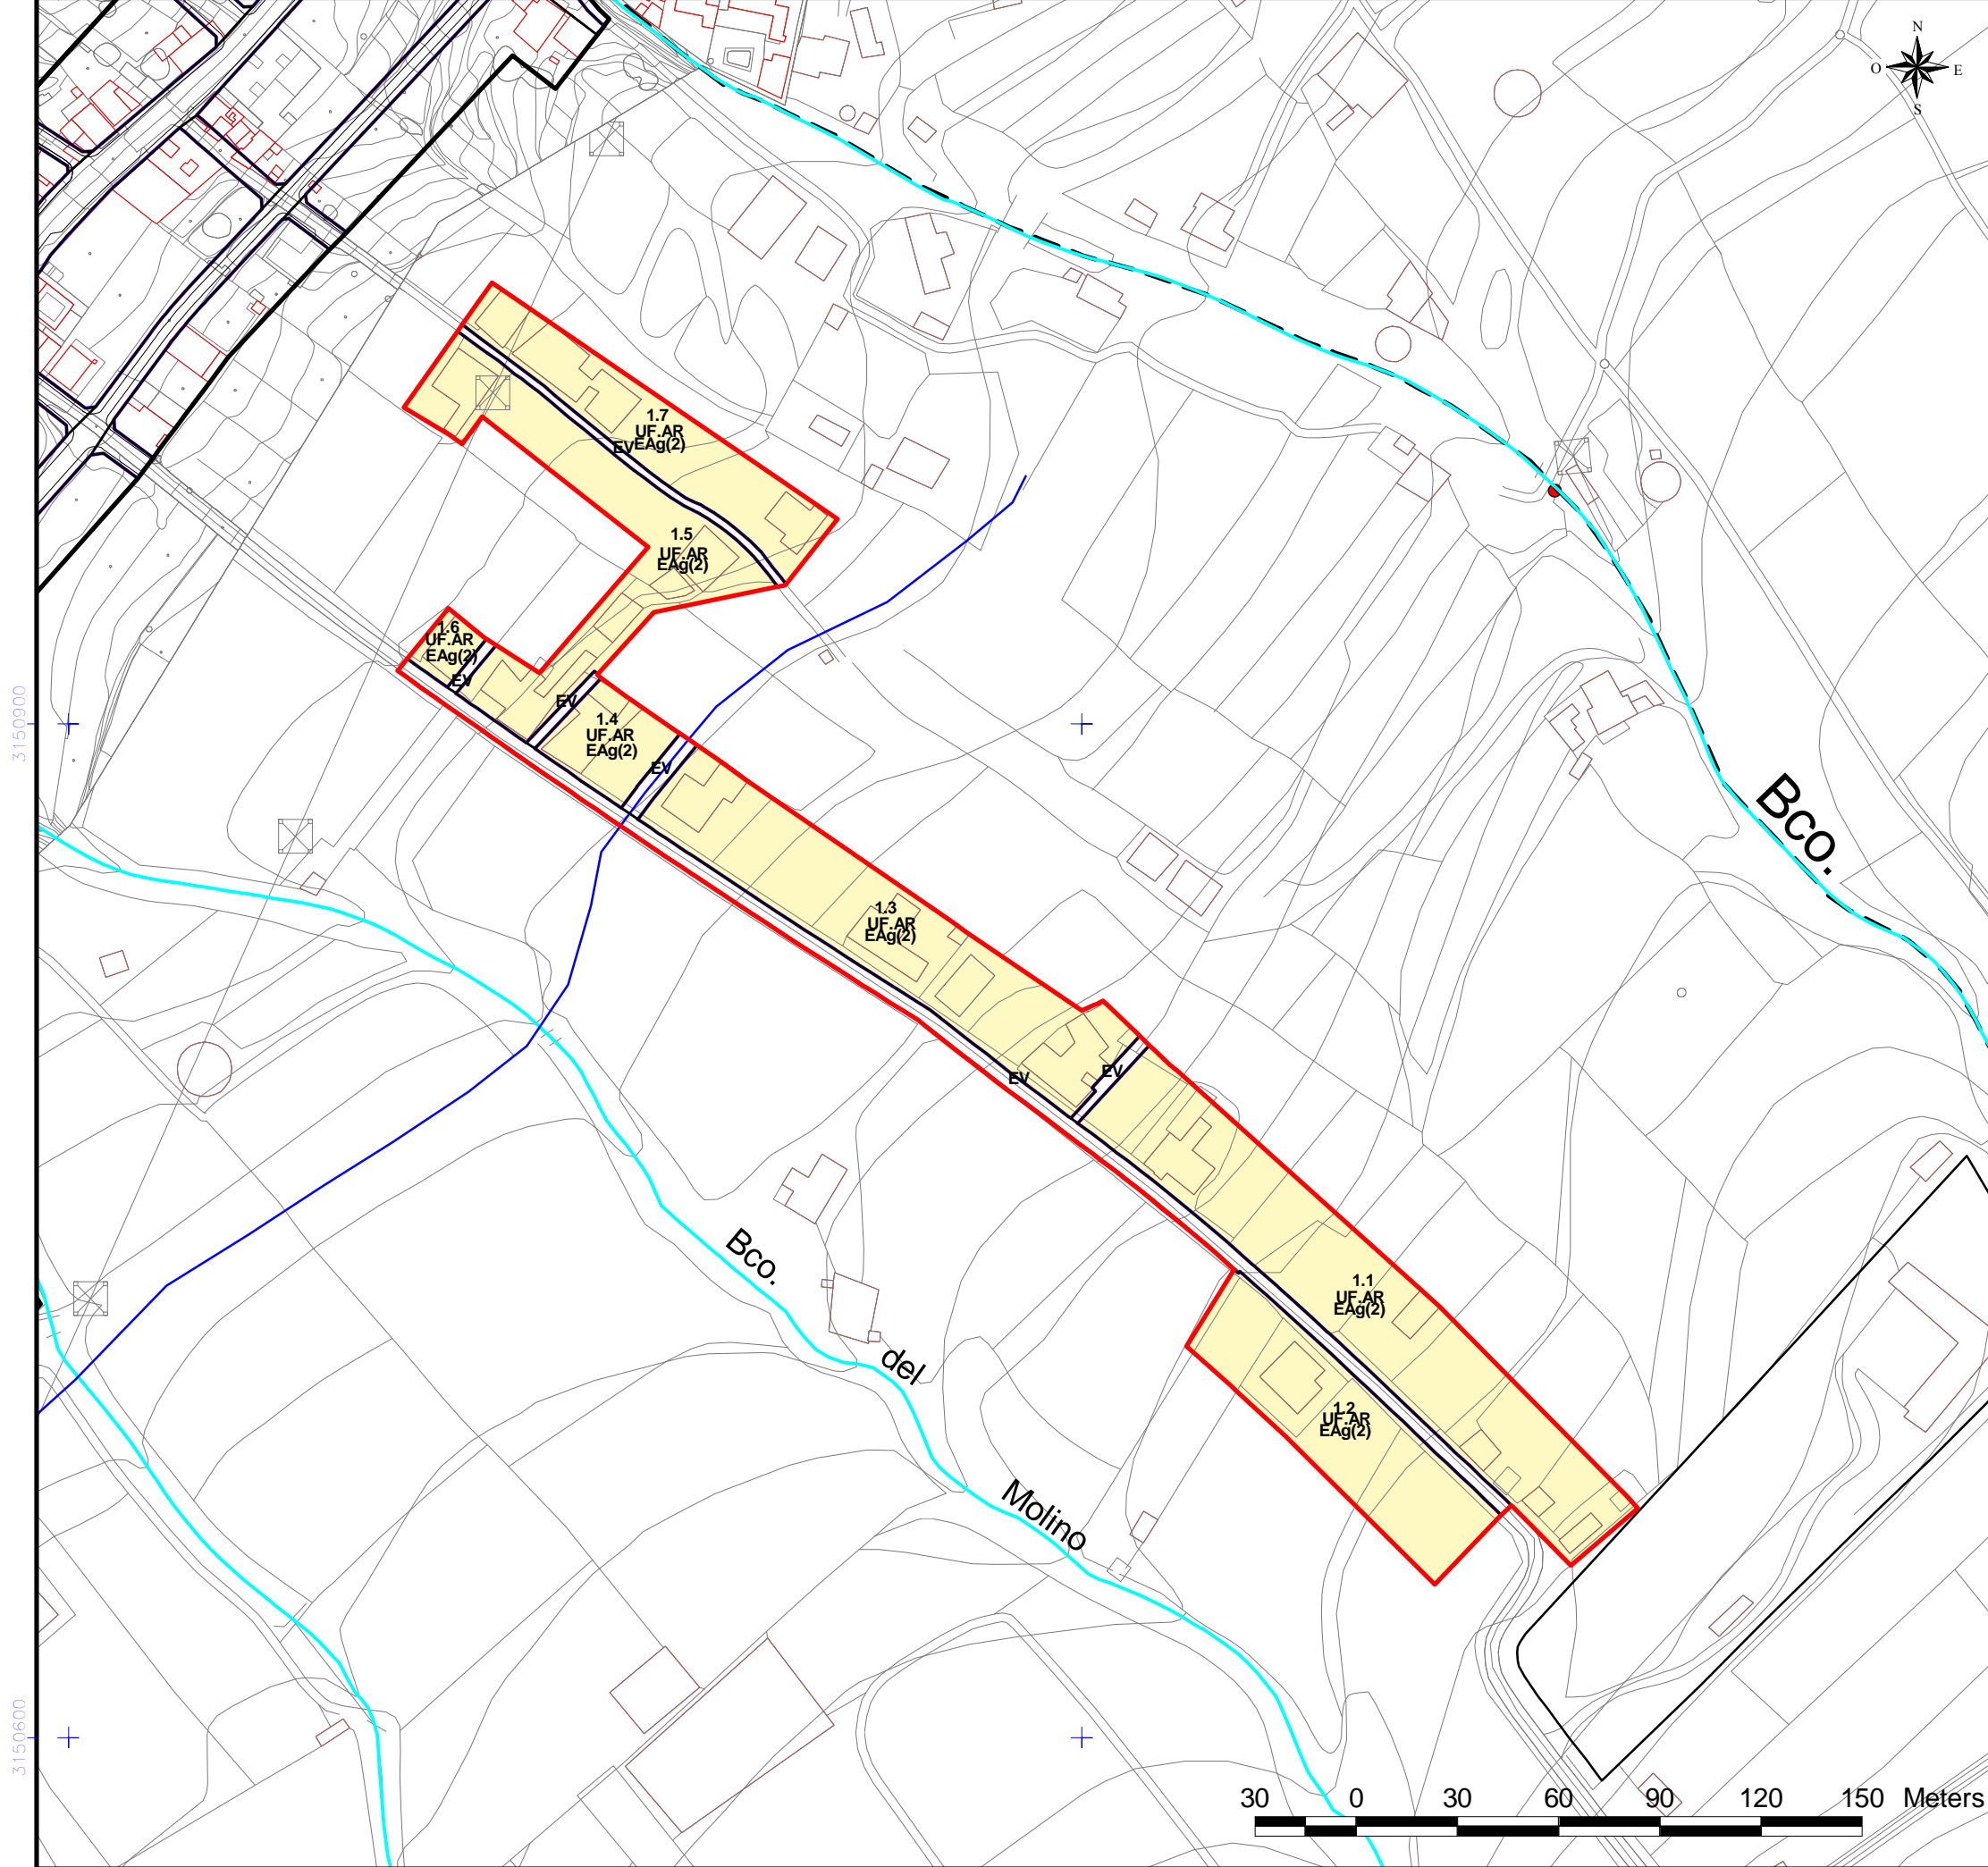 N
O E
S
1.7
UF.AR
EV
EAg(2)
1.5
UF.AR
EAg(2)
1.6
UF.AR
EAg(2)
EV
EV
1.4
UF.AR
EAg(2)
EV
3150900
Bco.
1.3
UF.AR
EAg(2)
EV
EV
Bco.
1.1
UF.AR
EAg(2)
del
1.2
UF.AR
EAg(2)
Molino
3150600
30 0 30 60 90 120 150 Meters